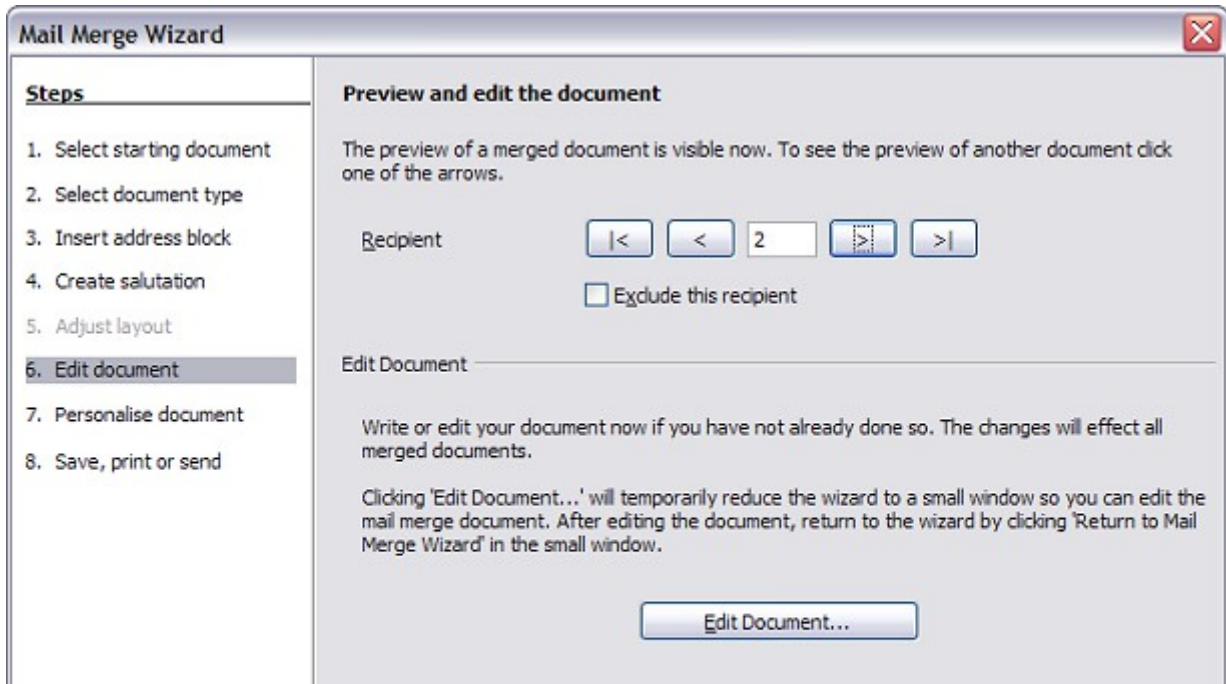 Mail Merge Wizard
Steps
1. Select starting document
2. Select document type
3. Insert address block
4. Create salutation
5. Adjust layout
6. Edit document
7. Personalise document
8. Save, print or send
Preview and edit the document
The preview of a merged document is visible now. To see the preview of another document click
one of the arrows.
Recipient |< < 2 > >|
Exclude this recipient
Edit Document
Write or edit your document now if you have not already done so. The changes will effect all
merged documents.
Clicking 'Edit Document...' will temporarily reduce the wizard to a small window so you can edit the
mail merge document. After editing the document, return to the wizard by clicking 'Return to Mail
Merge Wizard' in the small window.
Edit Document...